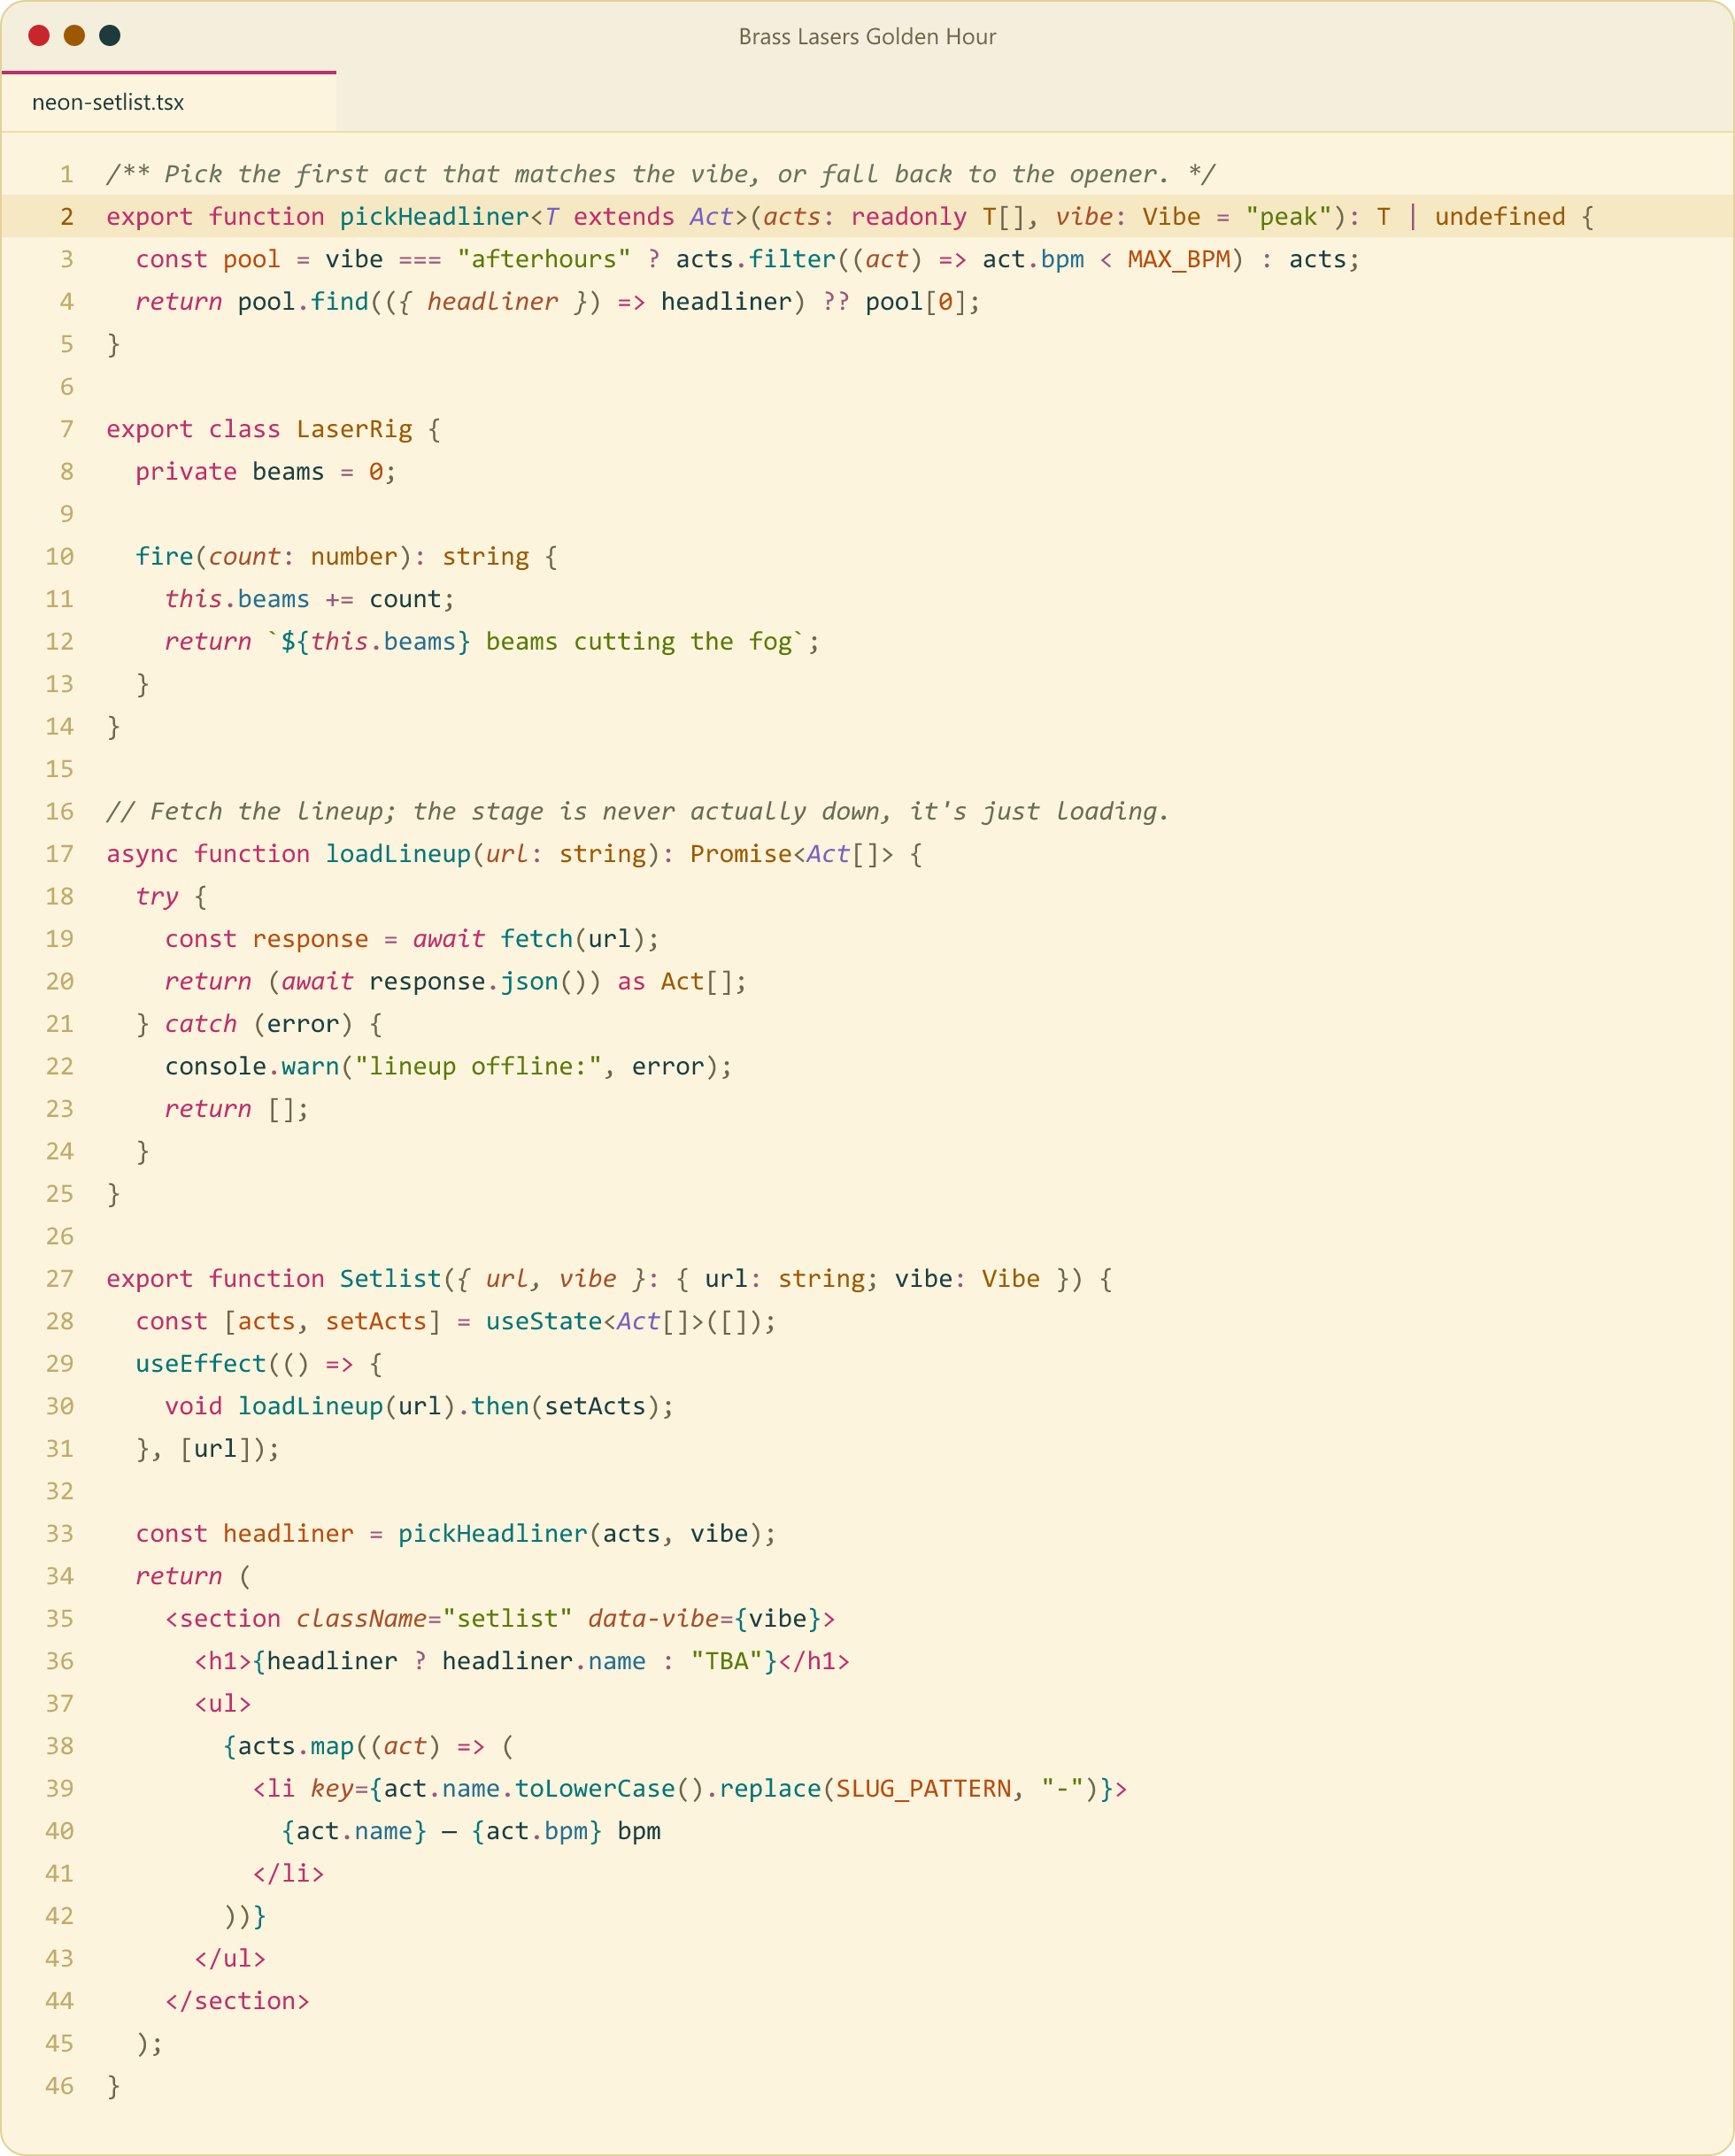 Brass Lasers Golden Hour
neon-setlist.tsx
1 /** Pick the first act that matches the vibe, or fall back to the opener. */
2 export function pickHeadliner<T extends Act>(acts: readonly T[], vibe: Vibe = "peak"): T | undefined {
3   const pool = vibe === "afterhours" ? acts.filter((act) => act.bpm < MAX_BPM) : acts;
4   return pool.find(({ headliner }) => headliner) ?? pool[0];
5 }
6
7 export class LaserRig {
8   private beams = 0;
9
10   fire(count: number): string {
11     this.beams += count;
12     return `${this.beams} beams cutting the fog`;
13   }
14 }
15
16 // Fetch the lineup; the stage is never actually down, it's just loading.
17 async function loadLineup(url: string): Promise<Act[]> {
18   try {
19     const response = await fetch(url);
20     return (await response.json()) as Act[];
21   } catch (error) {
22     console.warn("lineup offline:", error);
23     return [];
24   }
25 }
26
27 export function Setlist({ url, vibe }: { url: string; vibe: Vibe }) {
28   const [acts, setActs] = useState<Act[]>([]);
29   useEffect(() => {
30     void loadLineup(url).then(setActs);
31   }, [url]);
32
33   const headliner = pickHeadliner(acts, vibe);
34   return (
35     <section className="setlist" data-vibe={vibe}>
36       <h1>{headliner ? headliner.name : "TBA"}</h1>
37       <ul>
38         {acts.map((act) => (
39           <li key={act.name.toLowerCase().replace(SLUG_PATTERN, "-")}>
40             {act.name} — {act.bpm} bpm
41           </li>
42         ))}
43       </ul>
44     </section>
45   );
46 }